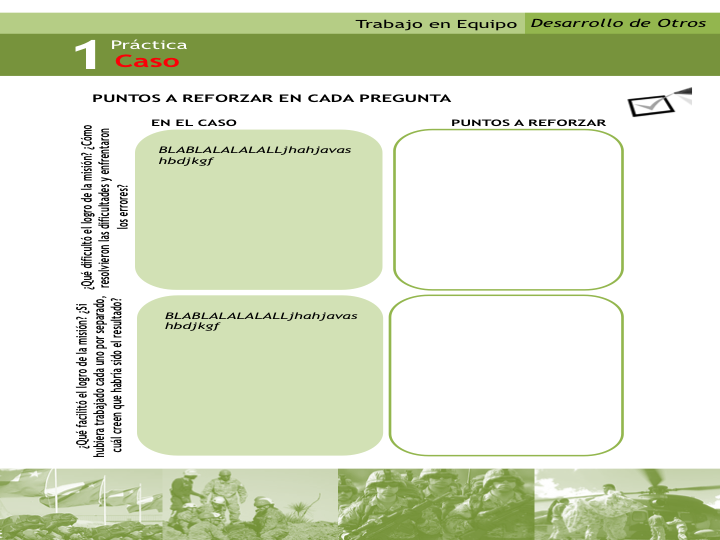 Trabajo en Equipo
Desarrollo de Otros
1
Práctica
Caso
PUNTOS A REFORZAR EN CADA PREGUNTA
EN EL CASO
PUNTOS A REFORZAR
¿Qué dificultó el logro de la misión? ¿Cómo
resolvieron las dificultades y enfrentaron
los errores?
BLABLALALALALLjhahjavas
hbdjkgf
¿Qué facilitó el logro de la misión? ¿Si
hubiera trabajado cada uno por separado,
cuál creen que habría sido el resultado?
BLABLALALALALLjhahjavas
hbdjkgf